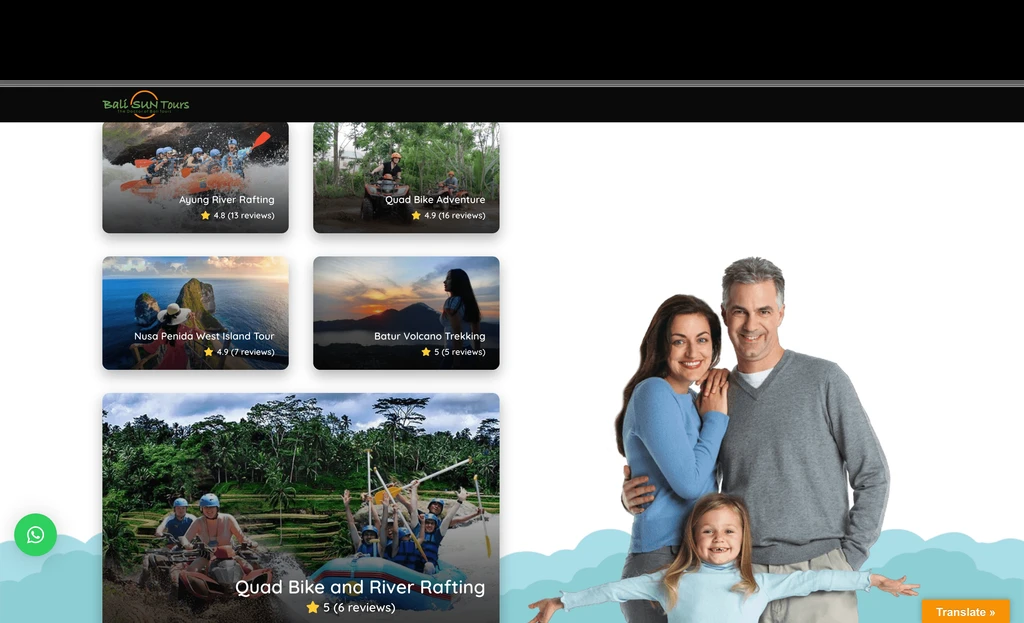 Bali SUN Tours
Ayung River Rafting
4.8 (13 reviews)
Quad Bike Adventure
4.9 (16 reviews)
Nusa Penida West Island Tour
4.9 (7 reviews)
Batur Volcano Trekking
5 (5 reviews)
Quad Bike and River Rafting
5 (6 reviews)
Translate »